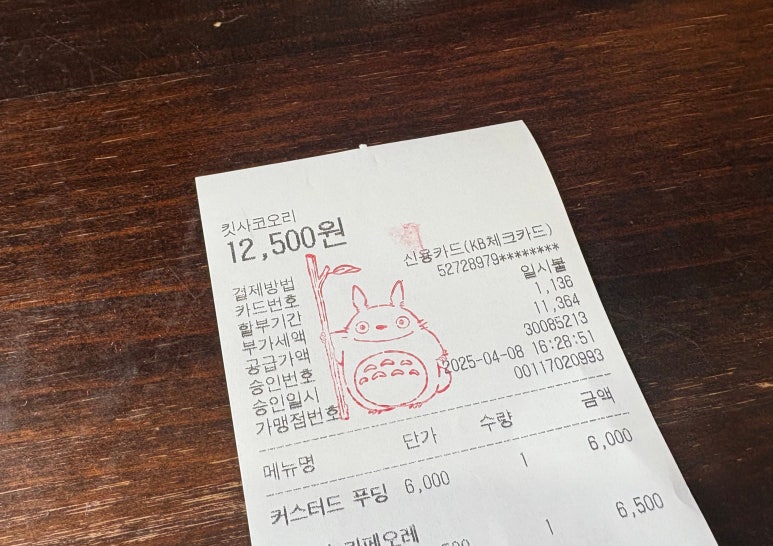 킷사코오리
12,500원
결제방법 신용카드(KB체크카드)
카드번호 52728979********
할부기간 일시불
부가세액 1,136
공급가액 11,364
승인번호 30085213
승인일시 2025-04-08 16:28:51
가맹점번호 00117020993
메뉴명 단가 수량 금액
커스터드 푸딩 6,000 1 6,000
카페오레 1 6,500